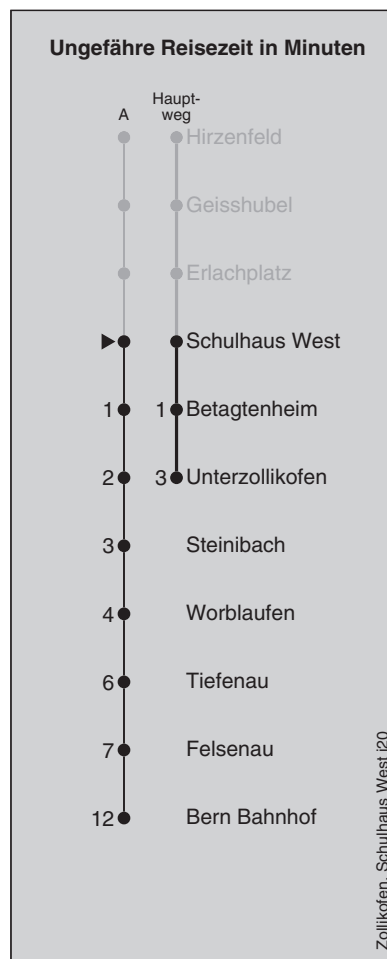 Ungefähre Reisezeit in Minuten
A
Haupt-
weg
Hirzenfeld
Geisshubel
Erlachplatz
Schulhaus West
1 1 Betagtenheim
2 3 Unterzollikofen
3 Steinibach
4 Worblaufen
6 Tiefenau
7 Felsenau
12 Bern Bahnhof
Zollikofen, Schulhaus West j20